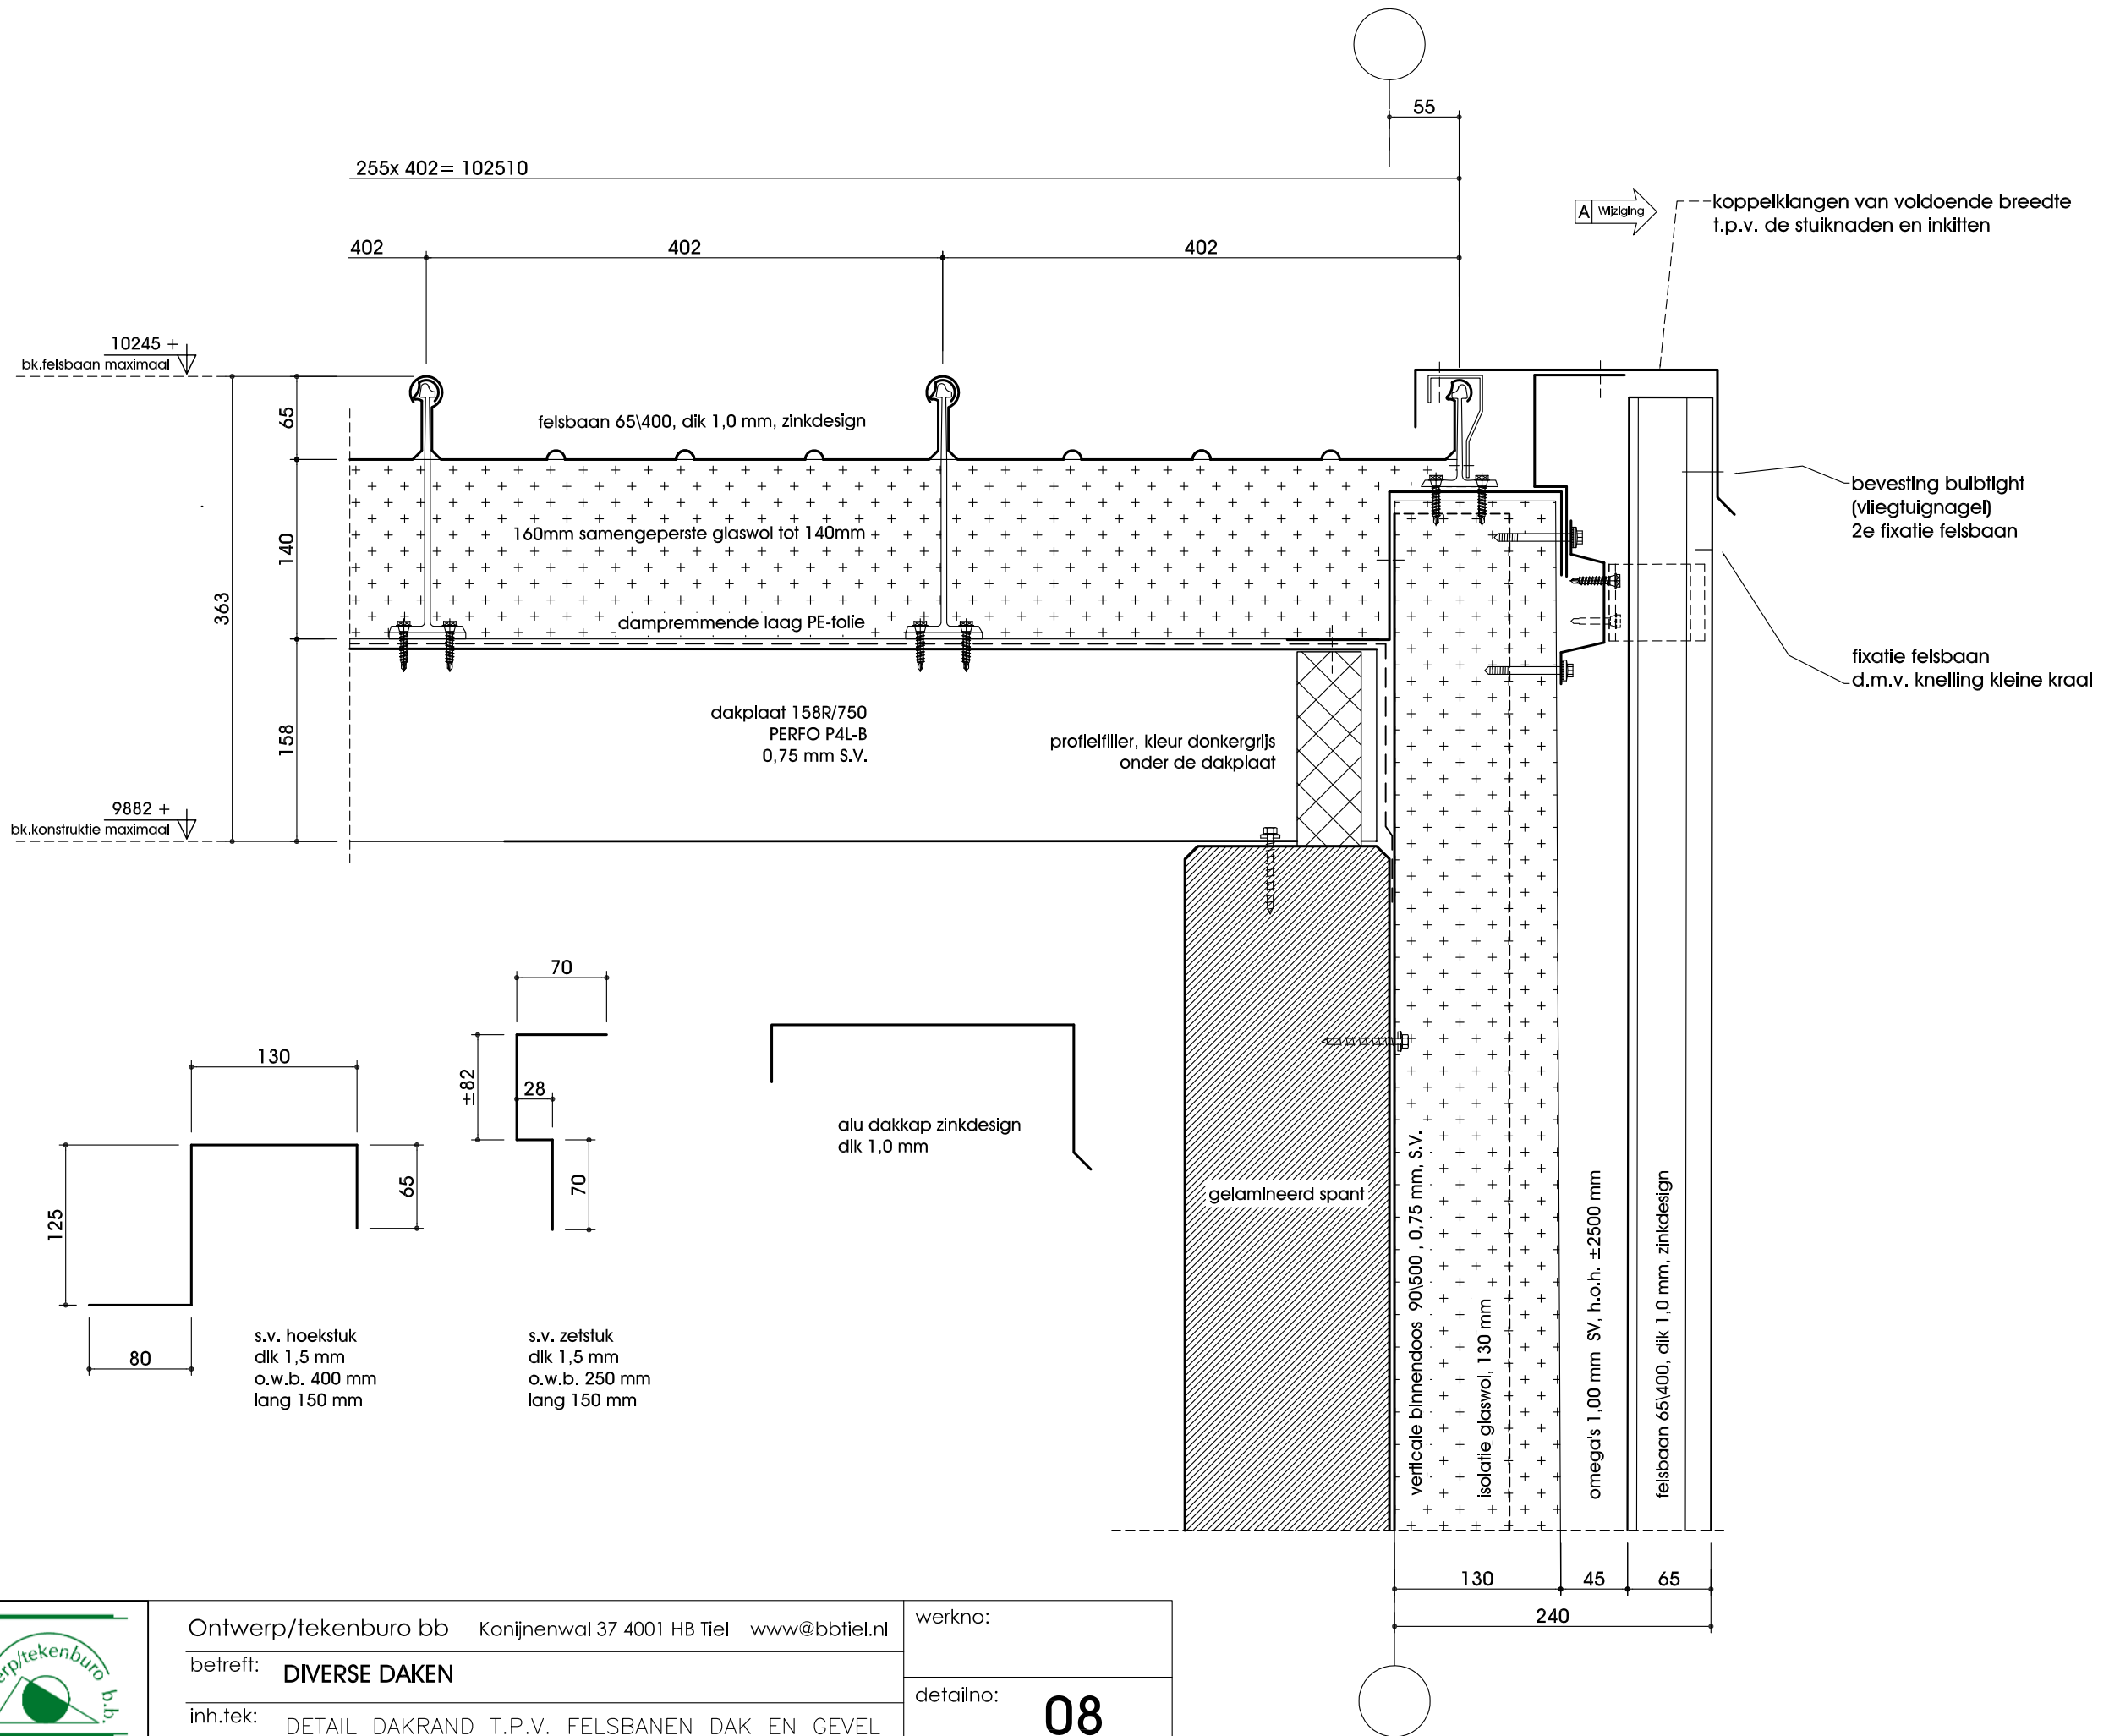 55
255x 402= 102510
A Wijziging
koppelklangen van voldoende breedte
t.p.v. de stuiknaden en inkitten
402
402
402
10245 +
bk.felsbaan maximaal
65
felsbaan 65\400, dik 1,0 mm, zinkdesign
bevesting bulbtight
(vliegtuignagel)
2e fixatie felsbaan
160mm samengeperste glaswol tot 140mm
140
363
dampremmende laag PE-folie
fixatie felsbaan
d.m.v. knelling kleine kraal
dakplaat 158R/750
PERFO P4L-B
0,75 mm S.V.
158
profielfiller, kleur donkergrijs
onder de dakplaat
9882 +
bk.konstruktie maximaal
70
130
±82
28
125
65
70
80
alu dakkap zinkdesign
dik 1,0 mm
s.v. hoekstuk
dik 1,5 mm
o.w.b. 400 mm
lang 150 mm
s.v. zetstuk
dik 1,5 mm
o.w.b. 250 mm
lang 150 mm
gelamineerd spant
verticale binnendoos 90\500 , 0,75 mm, S.V.
isolatie glaswol, 130 mm
omega's 1,00 mm SV, h.o.h. ±2500 mm
felsbaan 65\400, dik 1,0 mm, zinkdesign
130
45
65
240
erp/tekenburo b.b.
Ontwerp/tekenburo bb Konijnenwal 37 4001 HB Tiel www@bbtiel.nl
werkno:
betreft: DIVERSE DAKEN
detailno: 08
inh.tek: DETAIL DAKRAND T.P.V. FELSBANEN DAK EN GEVEL